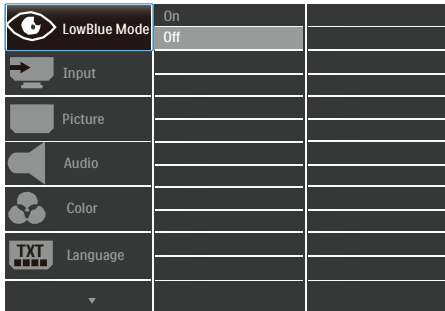 LowBlue Mode
On
Off
Input
Picture
Audio
Color
TXT
Language